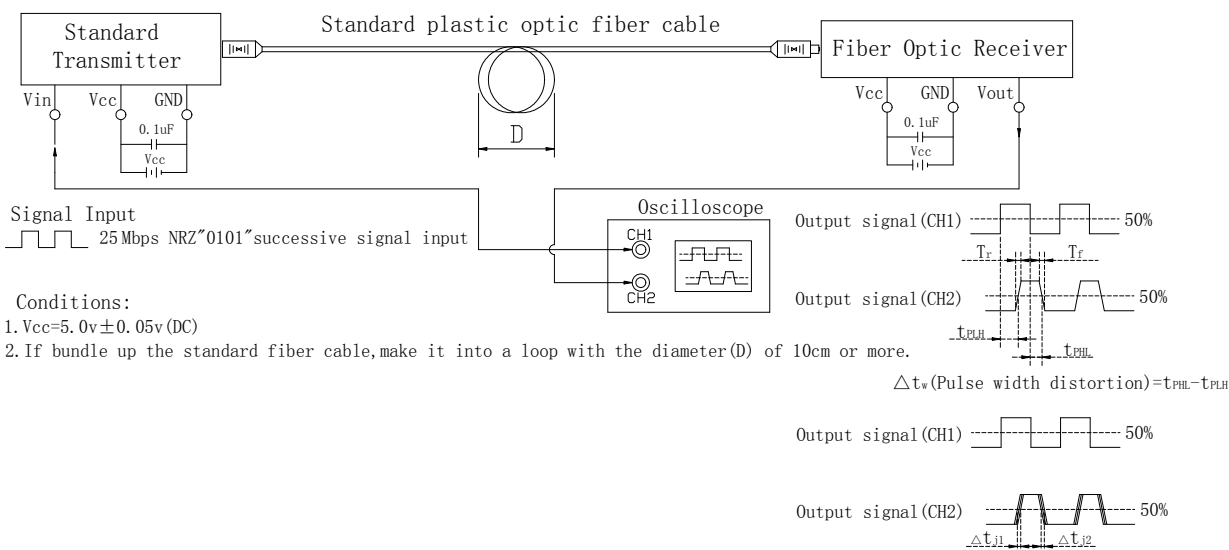 Standard plastic optic fiber cable
Standard
Transmitter
Fiber Optic Receiver
Vin
Vcc
GND
0.1uF
Vcc
D
Vcc
GND
Vout
0.1uF
Vcc
Signal Input
25Mbps NRZ"0101"successive signal input
Oscilloscope
CH1
CH2
Conditions:
1.Vcc=5.0v±0.05v(DC)
2.If bundle up the standard fiber cable,make it into a loop with the diameter(D) of 10cm or more.
Output signal(CH1)
50%
Tr
Tf
Output signal(CH2)
50%
tPLH
tPHL
△tw(Pulse width distortion)=tPHL-tPLH
Output signal(CH1)
50%
Output signal(CH2)
50%
△tj1
△tj2